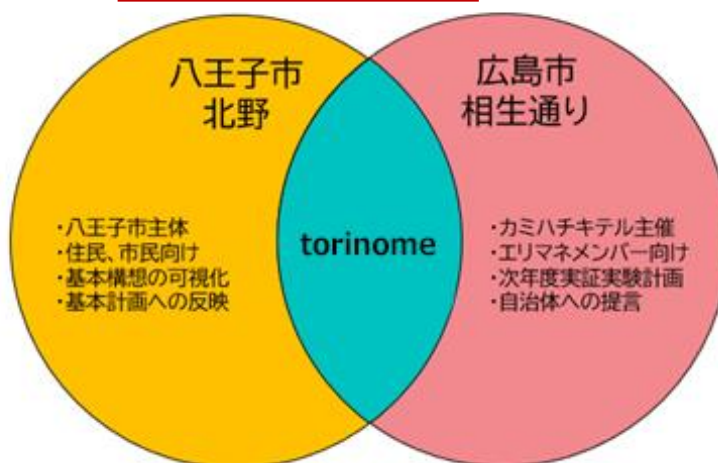 八王子市
北野
・八王子市主体
・住民、市民向け
・基本構想の可視化
・基本計画への反映
torinome
広島市
相生通り
・カミハチキテル主催
・エリマネメンバー向け
・次年度実証実験計画
・自治体への提言